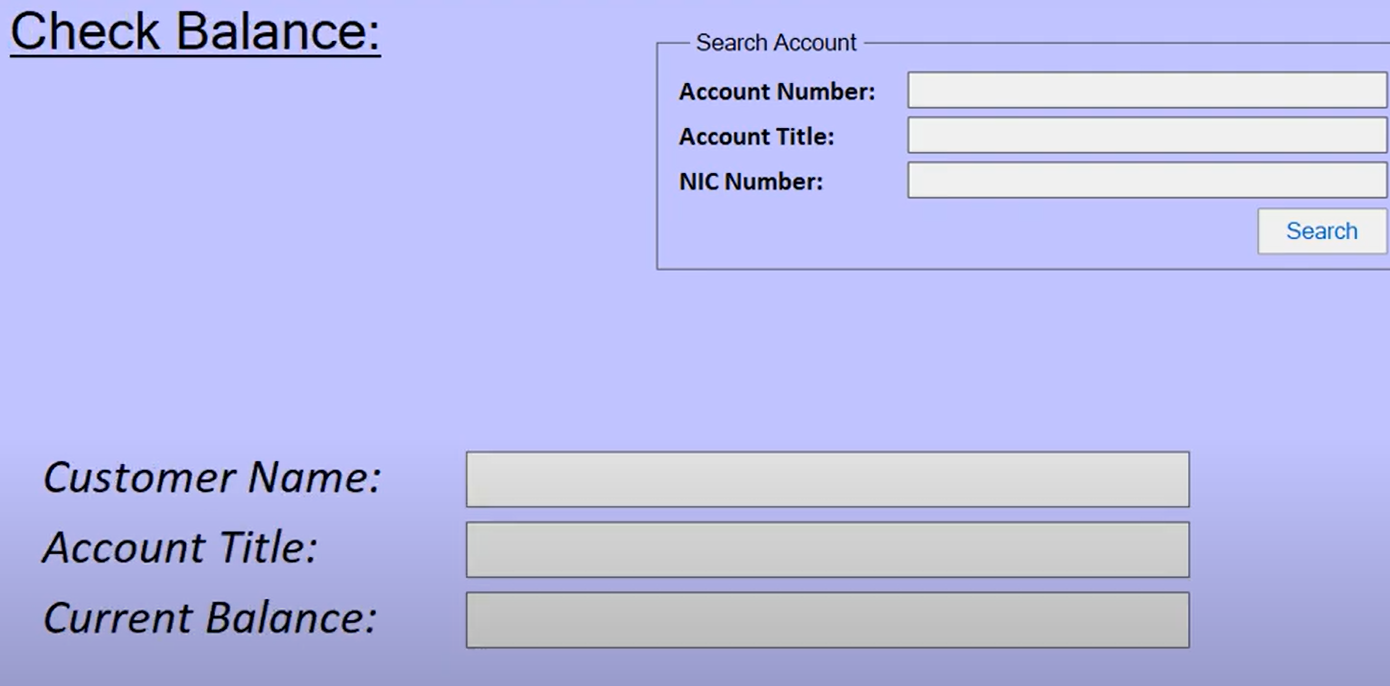 Check Balance:
Search Account
Account Number:
Account Title:
NIC Number:
Search
Customer Name:
Account Title:
Current Balance: